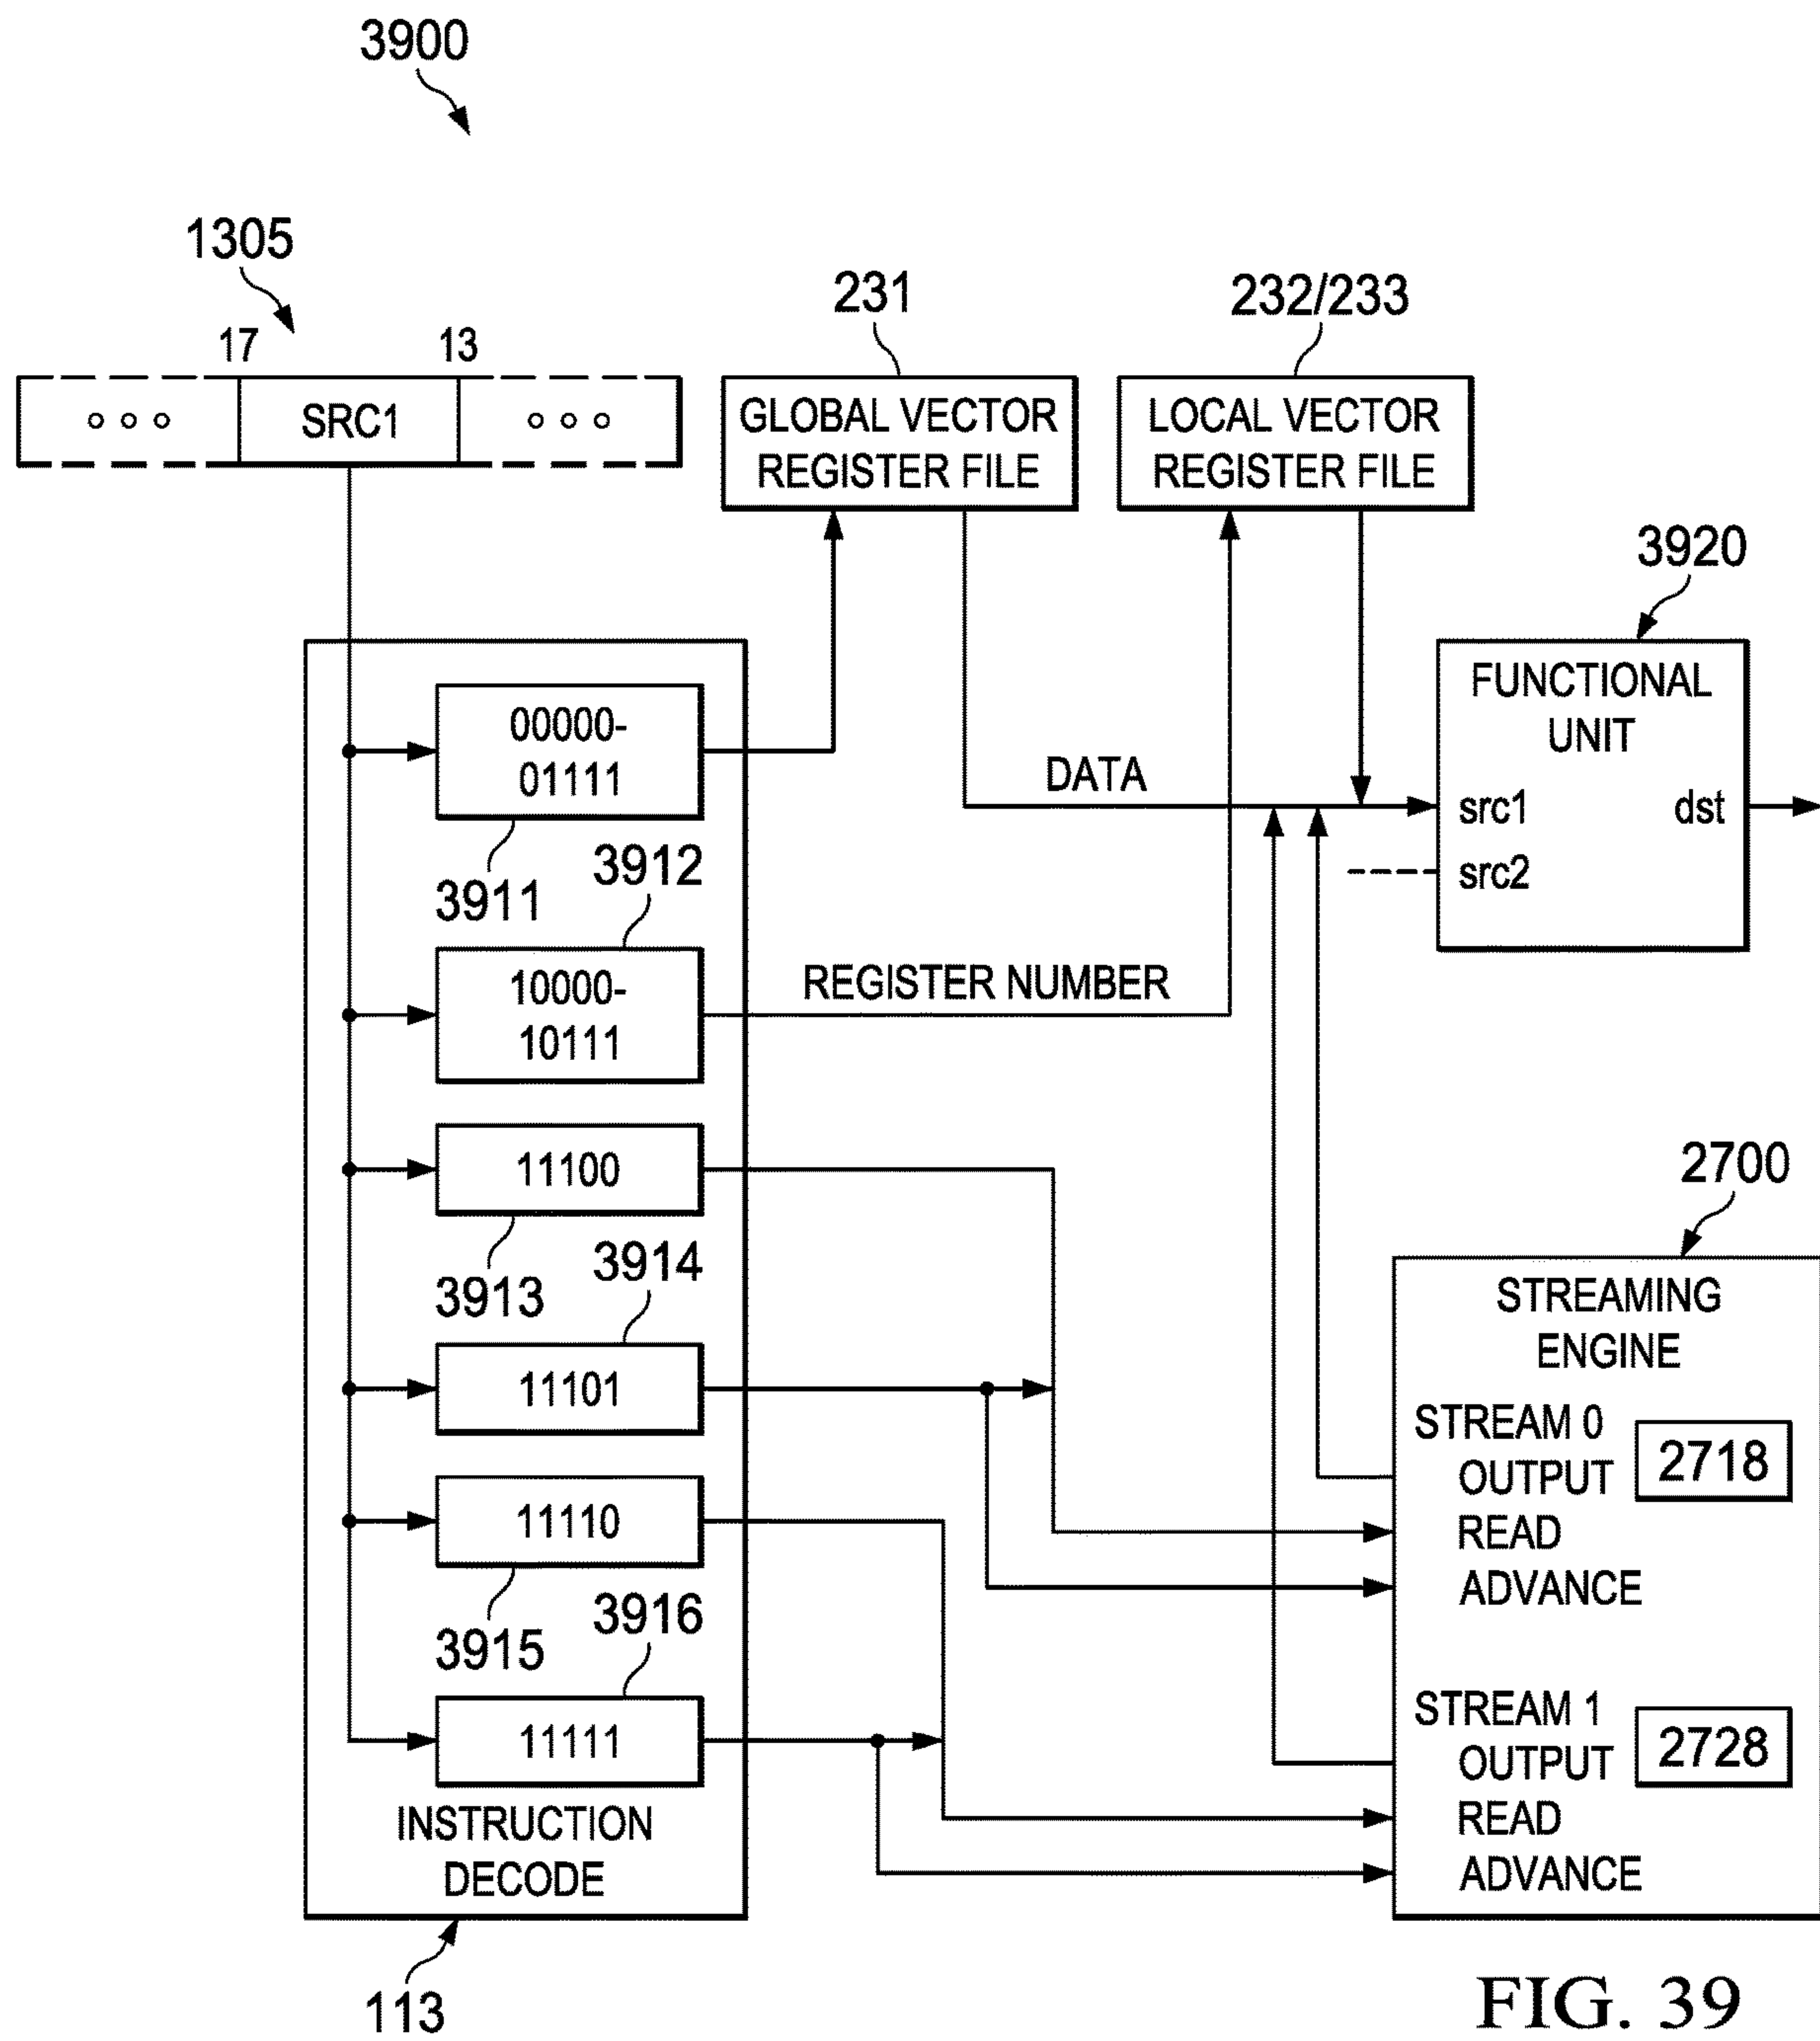 3900
1305
17
13
SRC1
231
232/233
GLOBAL VECTOR
REGISTER FILE
LOCAL VECTOR
REGISTER FILE
3920
FUNCTIONAL
UNIT
src1
dst
src2
DATA
00000-
01111
3911
3912
10000-
10111
REGISTER NUMBER
11100
3913
3914
11101
11110
3915
3916
11111
INSTRUCTION
DECODE
113
2700
STREAMING
ENGINE
STREAM 0
OUTPUT
2718
READ
ADVANCE
STREAM 1
OUTPUT
2728
READ
ADVANCE
FIG. 39